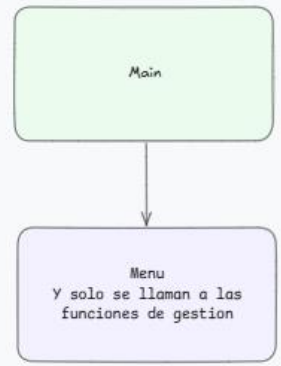 Main
Menu
Y solo se llaman a las
funciones de gestion